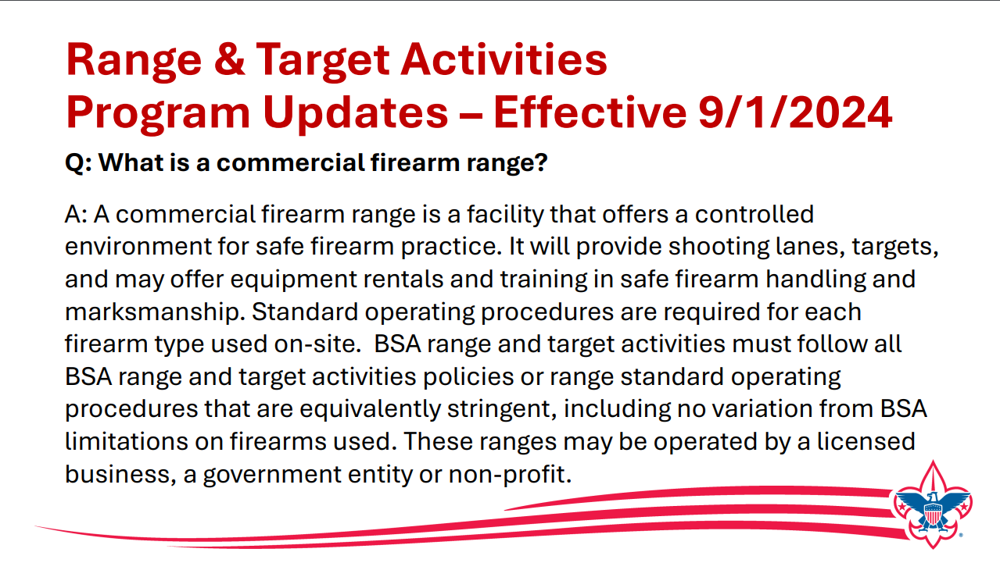 Range & Target Activities
Program Updates – Effective 9/1/2024
Q: What is a commercial firearm range?
A: A commercial firearm range is a facility that offers a controlled
environment for safe firearm practice. It will provide shooting lanes, targets,
and may offer equipment rentals and training in safe firearm handling and
marksmanship. Standard operating procedures are required for each
firearm type used on-site.  BSA range and target activities must follow all
BSA range and target activities policies or range standard operating
procedures that are equivalently stringent, including no variation from BSA
limitations on firearms used. These ranges may be operated by a licensed
business, a government entity or non-profit.
®